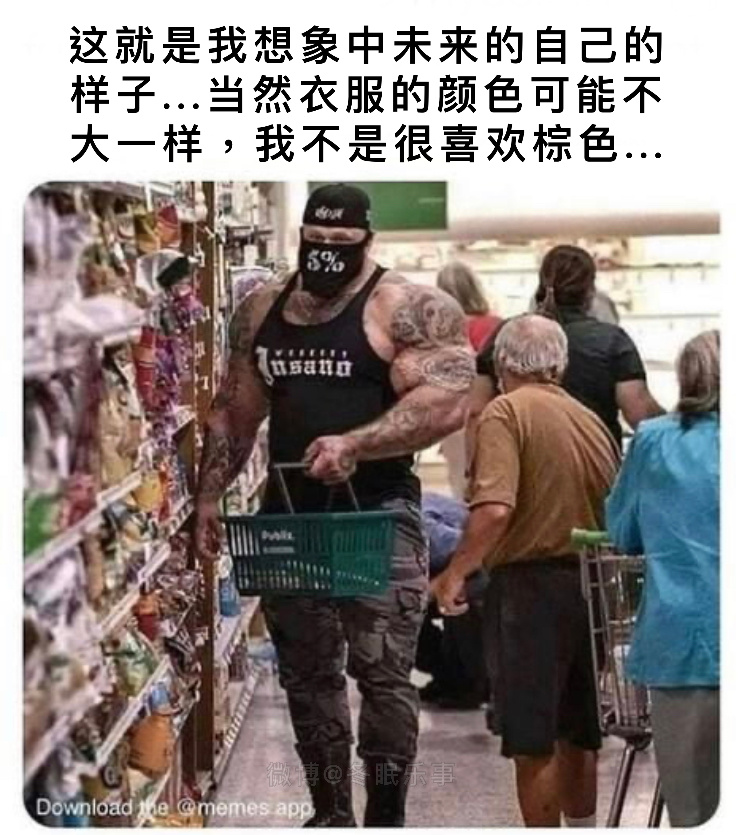 这就是我想象中未来的自己的
样子...当然衣服的颜色可能不
大一样，我不是很喜欢棕色...
5%
Insano
Publix
微博@冬眠乐事
Download the @memes app